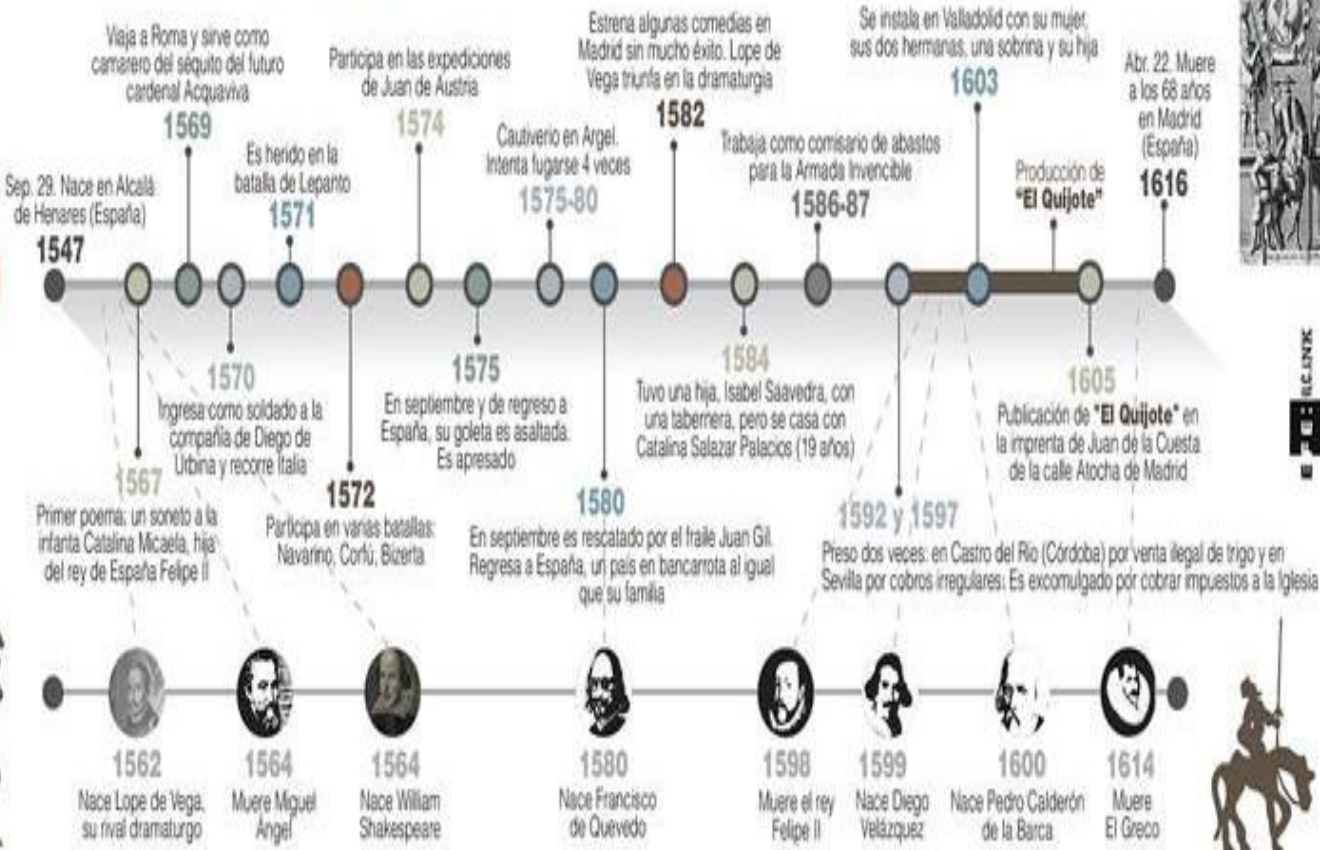 Sep. 29. Nace en Alcalá
de Henares (España)
1547
Viaja a Roma y sirve como
camarero del séquito del futuro
cardenal Acquaviva
1569
Es herido en la
batalla de Lepanto
1571
Participa en las expediciones
de Juan de Austria
1574
Cautiverio en Argel.
Intenta fugarse 4 veces
1575-80
Estrena algunas comedias en
Madrid sin mucho éxito. Lope de
Vega triunfa en la dramaturgia
1582
Trabaja como comisario de abastos
para la Armada Invencible
1586-87
Se instala en Valladolid con su mujer,
sus dos hermanas, una sobrina y su hija
1603
Producción de
"El Quijote"
Abr. 22. Muere
a los 68 años
en Madrid
(España)
1616
1567
Primer poema: un soneto a la
infanta Catalina Micaela, hija
del rey de España Felipe II
1570
Ingresa como soldado a la
compañía de Diego de
Urbina y recorre Italia
1572
Participa en varias batallas:
Navarino, Corfú, Bizerta
1575
En septiembre y de regreso a
España, su goleta es asaltada.
Es apresado
1580
En septiembre es rescatado por el fraile Juan Gil.
Regresa a España, un país en bancarrota al igual
que su familia
1584
Tuvo una hija, Isabel Saavedra, con
una tabernera, pero se casa con
Catalina Salazar Palacios (19 años)
1592 y 1597
Preso dos veces: en Castro del Río (Córdoba) por venta ilegal de trigo y en
Sevilla por cobros irregulares. Es excomulgado por cobrar impuestos a la Iglesia
1605
Publicación de "El Quijote" en
la imprenta de Juan de la Cuesta
de la calle Atocha de Madrid
1562
Nace Lope de Vega,
su rival dramaturgo
1564
Muere Miguel
Ángel
1564
Nace William
Shakespeare
1580
Nace Francisco
de Quevedo
1598
Muere el rey
Felipe II
1599
Nace Diego
Velázquez
1600
Nace Pedro Calderón
de la Barca
1614
Muere
El Greco